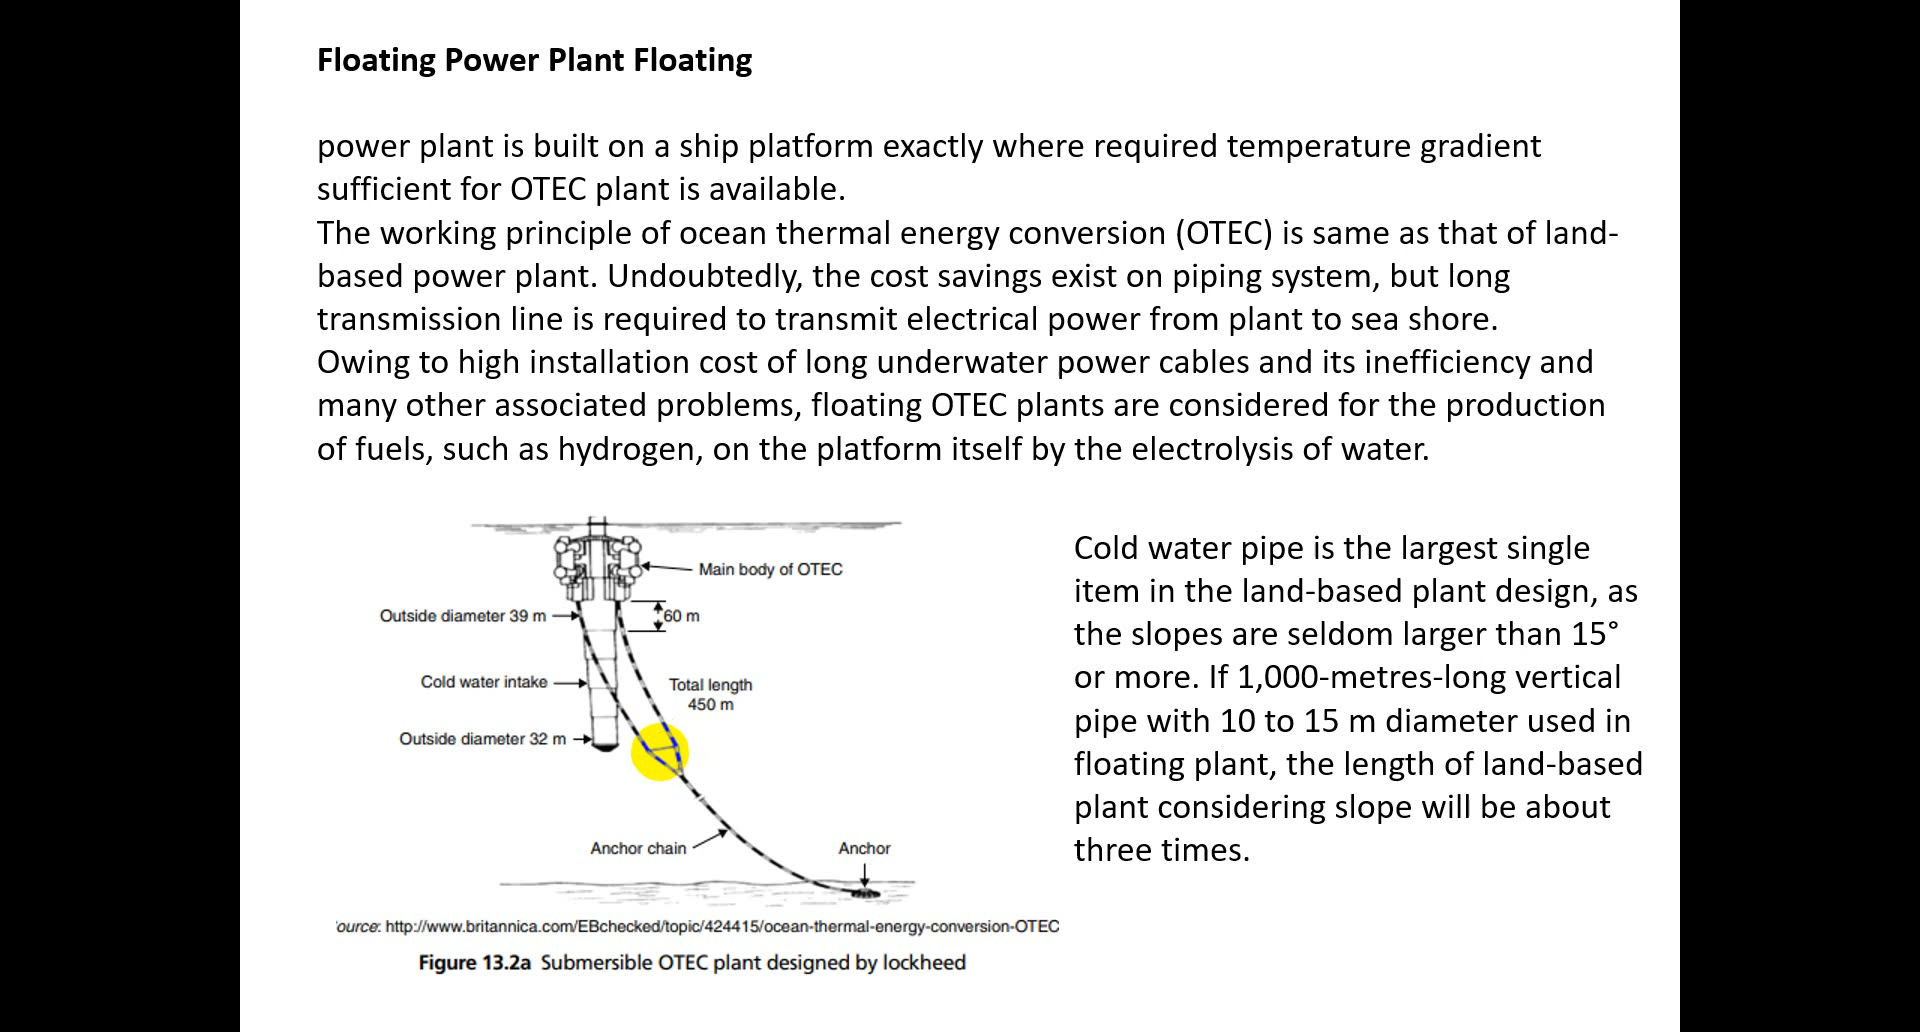 Floating Power Plant Floating
power plant is built on a ship platform exactly where required temperature gradient
sufficient for OTEC plant is available.
The working principle of ocean thermal energy conversion (OTEC) is same as that of land-
based power plant. Undoubtedly, the cost savings exist on piping system, but long
transmission line is required to transmit electrical power from plant to sea shore.
Owing to high installation cost of long underwater power cables and its inefficiency and
many other associated problems, floating OTEC plants are considered for the production
of fuels, such as hydrogen, on the platform itself by the electrolysis of water.
Main body of OTEC
Outside diameter 39 m
60 m
Cold water intake
Total length
450 m
Outside diameter 32 m
Anchor chain
Anchor
ource: http://www.britannica.com/EBchecked/topic/424415/ocean-thermal-energy-conversion-OTEC
Figure 13.2a Submersible OTEC plant designed by lockheed
Cold water pipe is the largest single
item in the land-based plant design, as
the slopes are seldom larger than 15°
or more. If 1,000-metres-long vertical
pipe with 10 to 15 m diameter used in
floating plant, the length of land-based
plant considering slope will be about
three times.